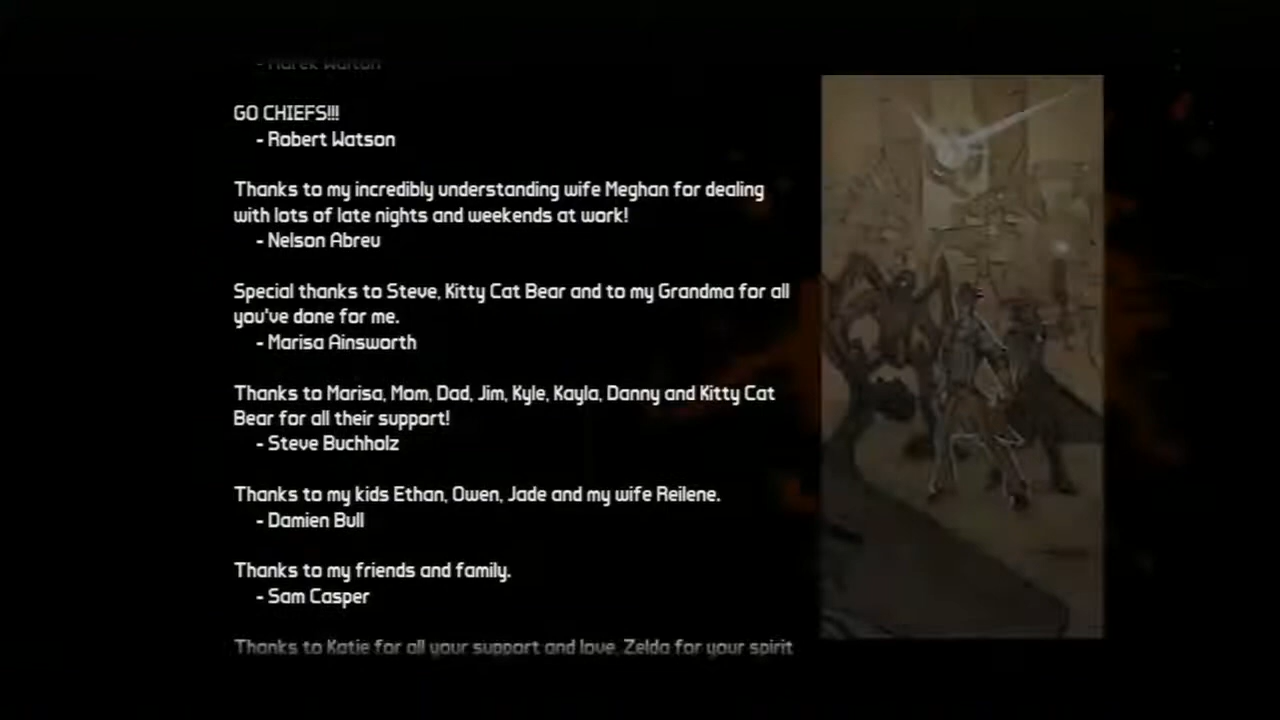 - Marek Walton
GO CHIEFS!!!
- Robert Watson
Thanks to my incredibly understanding wife Meghan for dealing
with lots of late nights and weekends at work!
- Nelson Abreu
Special thanks to Steve, Kitty Cat Bear and to my Grandma for all
you've done for me.
- Marisa Ainsworth
Thanks to Marisa, Mom, Dad, Jim, Kyle, Kayla, Danny and Kitty Cat
Bear for all their support!
- Steve Buchholz
Thanks to my kids Ethan, Owen, Jade and my wife Reilene.
- Damien Bull
Thanks to my friends and family.
- Sam Casper
Thanks to Katie for all your support and love, Zelda for your spirit